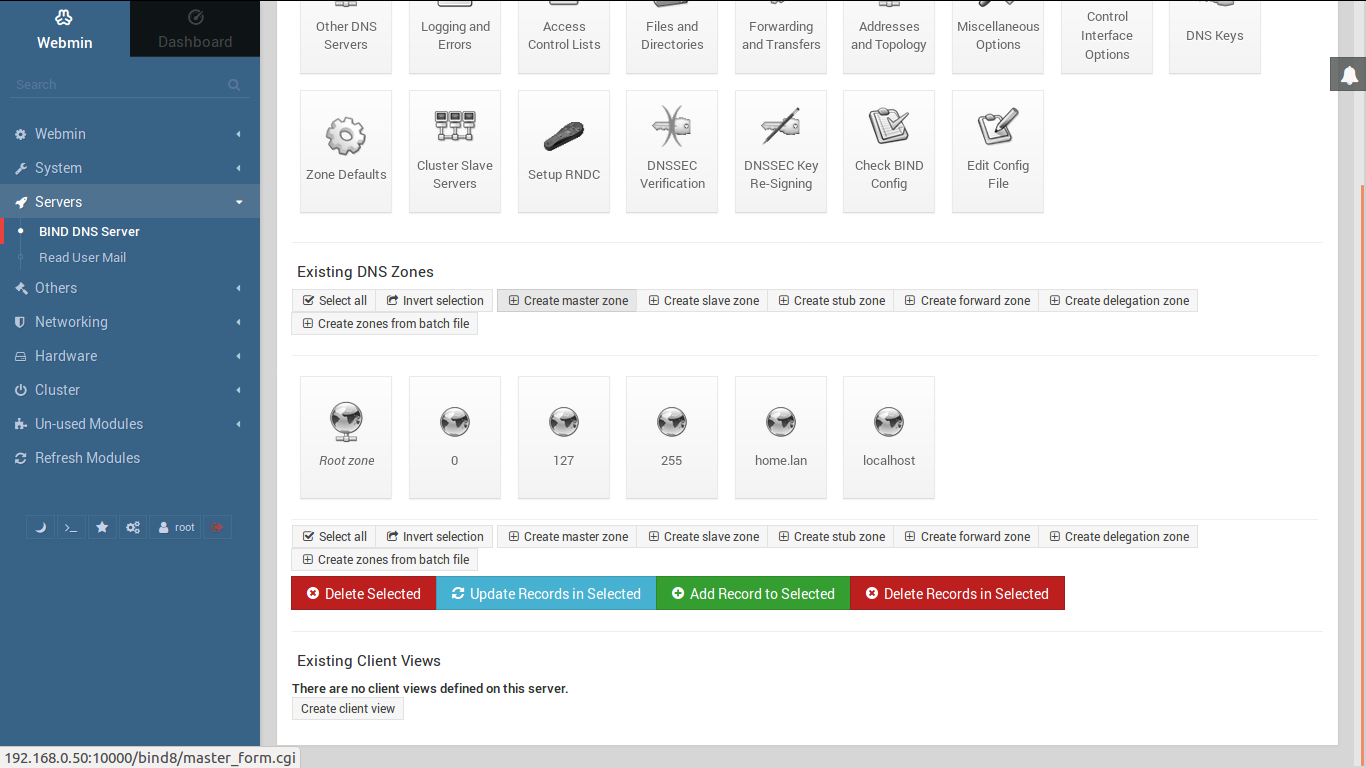 Webmin
Dashboard
Search
Webmin
System
Servers
BIND DNS Server
Read User Mail
Others
Networking
Hardware
Cluster
Un-used Modules
Refresh Modules
root
Other DNS
Servers
Logging and
Errors
Access
Control Lists
Files and
Directories
Forwarding
and Transfers
Addresses
and Topology
Miscellaneous
Options
Control
Interface
Options
DNS Keys
Zone Defaults
Cluster Slave
Servers
Setup RNDC
DNSSEC
Verification
DNSSEC Key
Re-Signing
Check BIND
Config
Edit Config
File
Existing DNS Zones
Select all Invert selection Create master zone Create slave zone Create stub zone Create forward zone Create delegation zone
Create zones from batch file
Root zone 0 127 255 home.lan localhost
Select all Invert selection Create master zone Create slave zone Create stub zone Create forward zone Create delegation zone
Create zones from batch file
Delete Selected Update Records in Selected Add Record to Selected Delete Records in Selected
Existing Client Views
There are no client views defined on this server.
Create client view
192.168.0.50:10000/bind8/master_form.cgi